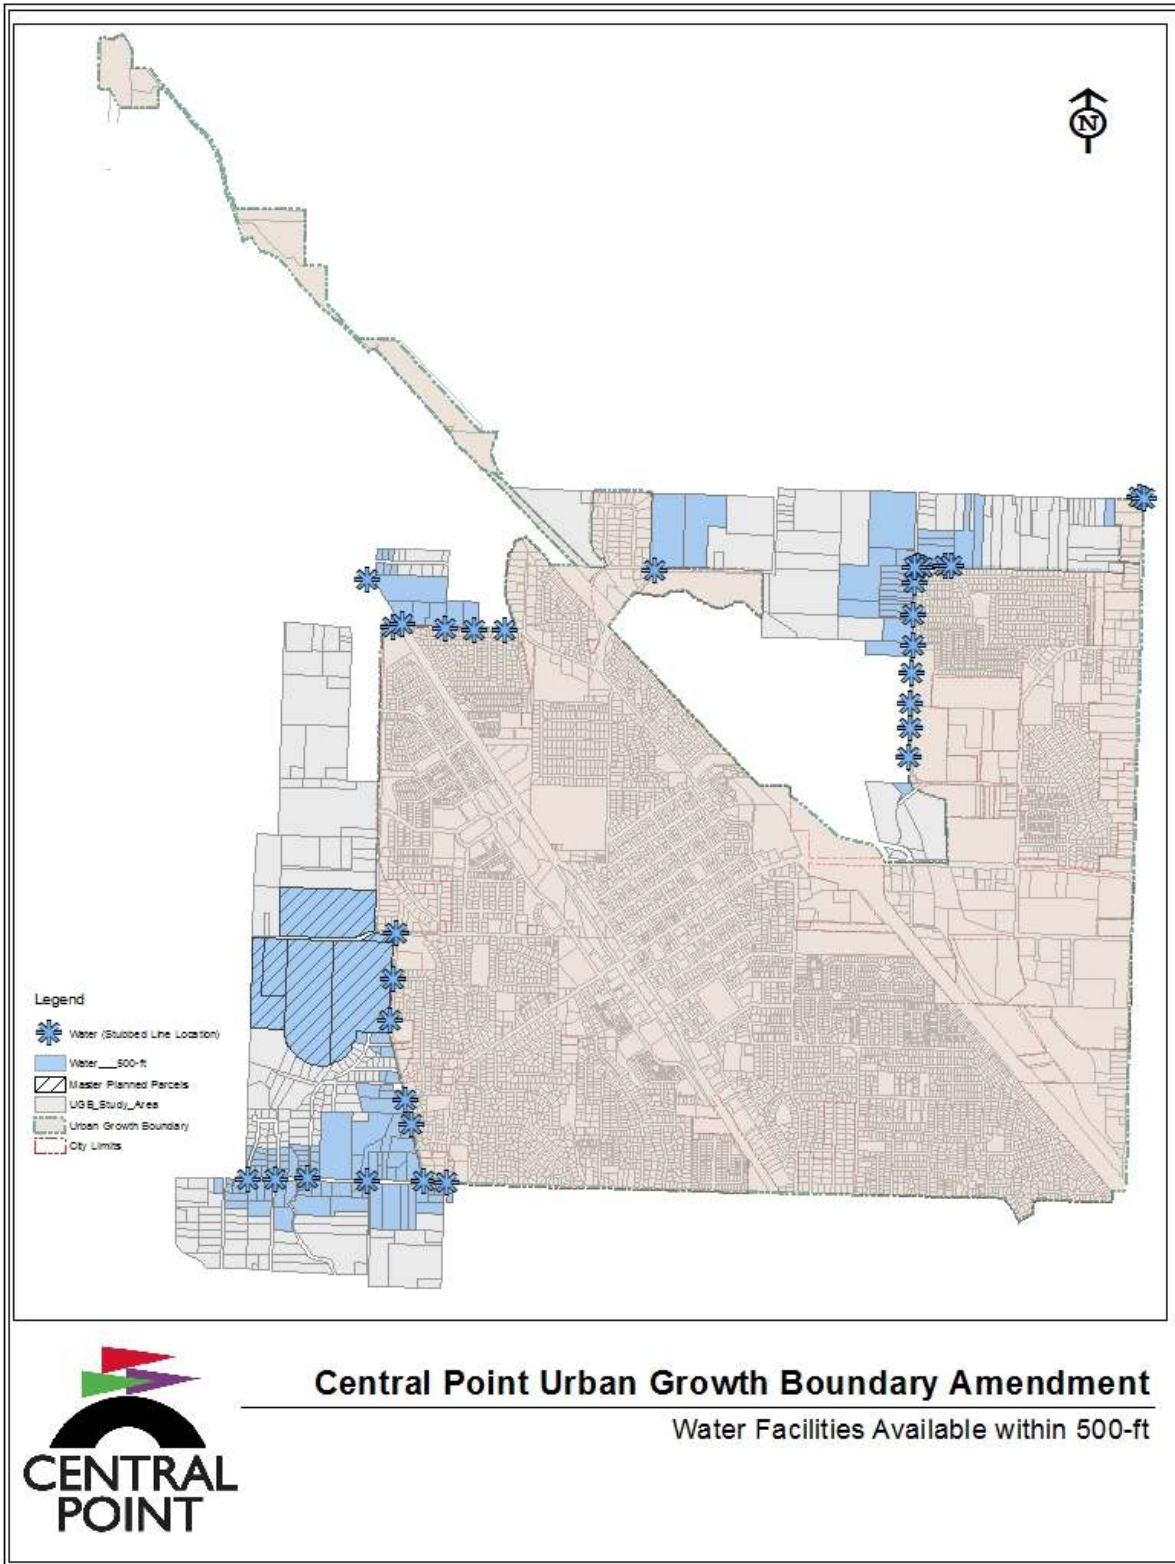 N
Legend
Water (Stubbed Line Location)
Water___500-ft
Master Planned Parcels
UGB_Study_Area
Urban Growth Boundary
City Limits
CENTRAL
POINT
Central Point Urban Growth Boundary Amendment
Water Facilities Available within 500-ft